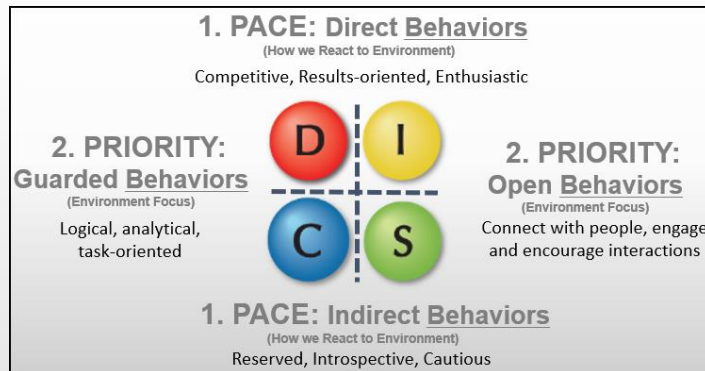 1. PACE: Direct Behaviors
(How we React to Environment)
Competitive, Results-oriented, Enthusiastic
D I
2. PRIORITY:
Guarded Behaviors
(Environment Focus)
Logical, analytical,
task-oriented
2. PRIORITY:
Open Behaviors
(Environment Focus)
Connect with people, engage
and encourage interactions
C S
1. PACE: Indirect Behaviors
(How we React to Environment)
Reserved, Introspective, Cautious